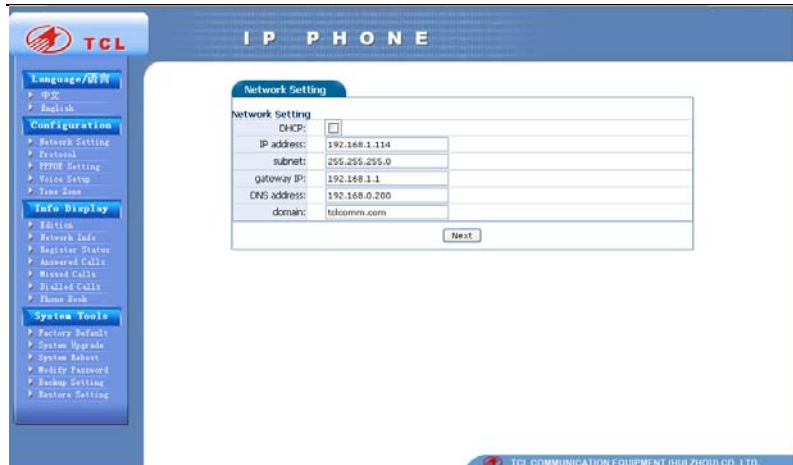 TCL
IP PHONE
Language/语言
中文
English
Configuration
Network Setting
Protocol
PPPOE Setting
Voice Setup
Time Zone
Info Display
Edition
Network Info
Register Status
Answered Calls
Missed Calls
Dialled Calls
Phone Book
System Tools
Factory Default
System Upgrade
System Reboot
Modify Password
Backup Setting
Restore Setting
Network Setting
Network Setting
DHCP:
IP address: 192.168.1.114
subnet: 255.255.255.0
gateway IP: 192.168.1.1
DNS address: 192.168.0.200
domain: tclcomm.com
Next
TCL COMMUNICATION EQUIPMENT (HUI ZHOU) CO.,LTD.